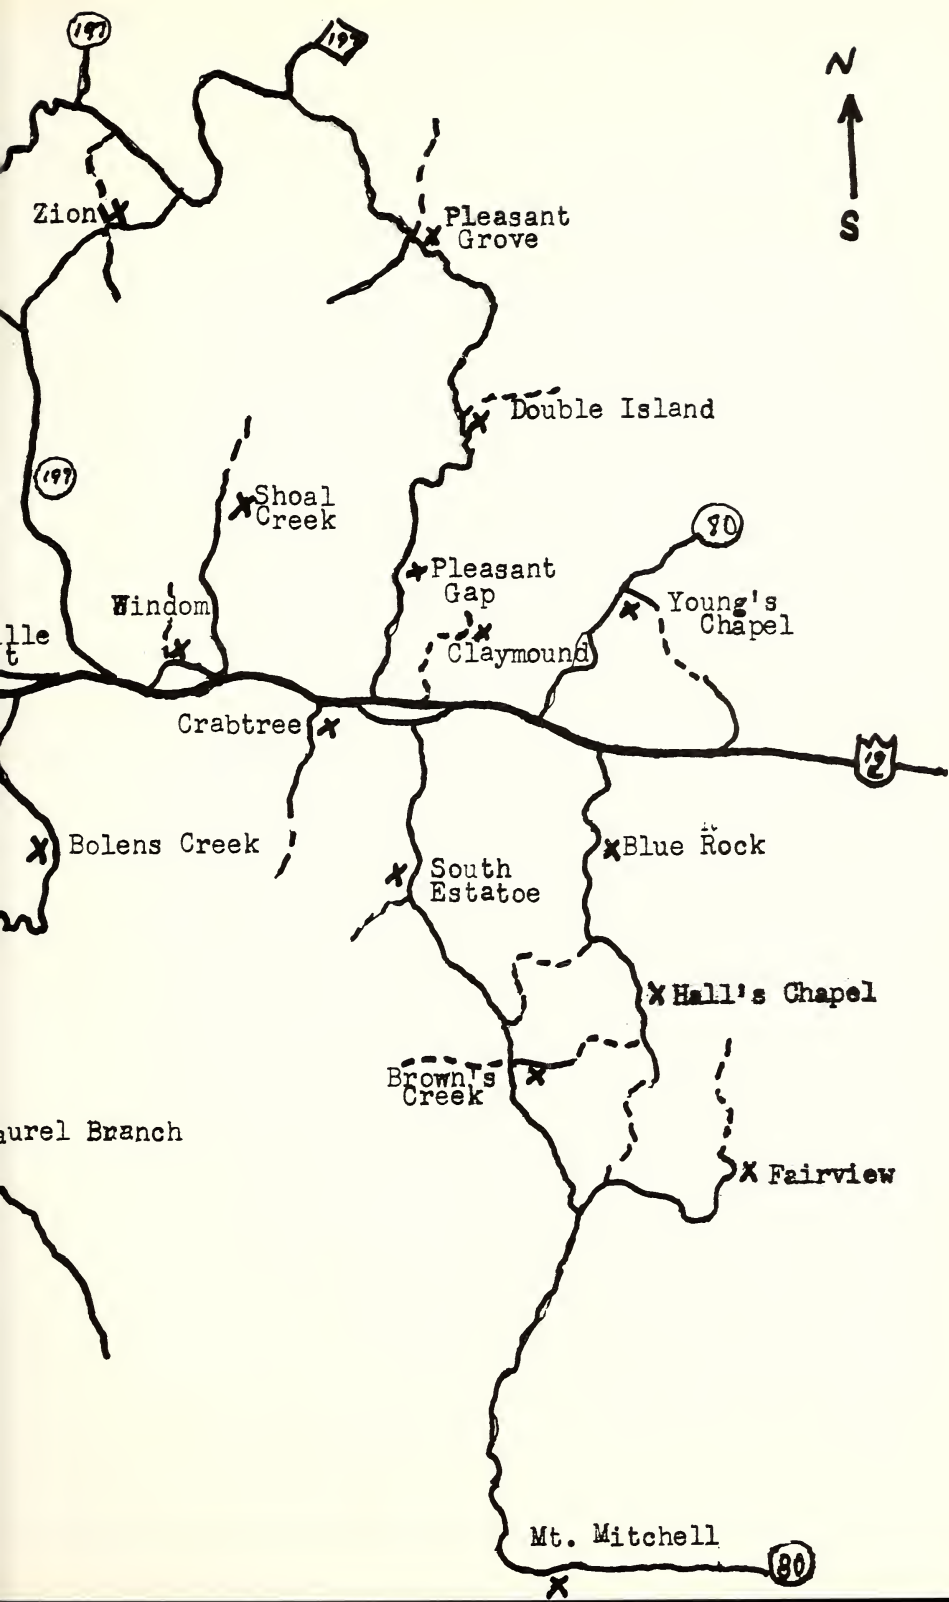 197
197
N
S
Zion
Pleasant
Grove
Double Island
197
Shoal
Creek
80
Pleasant
Gap
Windom
Young's
Chapel
lle
t
Claymound
Crabtree
Bolens Creek
Blue Rock
South
Estatoe
Hall's Chapel
Brown's
Creek
aurel Branch
Fairview
Mt. Mitchell
80